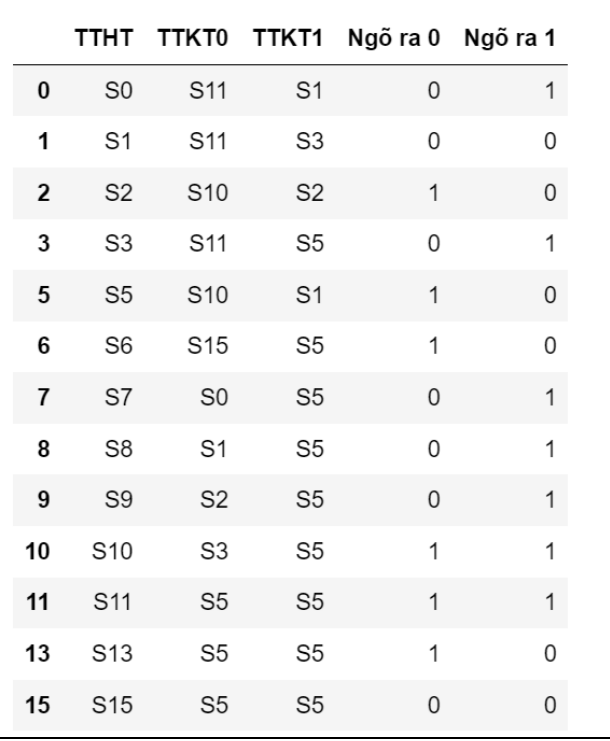 TTHT TTKT0 TTKT1 Ngõ ra 0 Ngõ ra 1
0 S0 S11 S1 0 1
1 S1 S11 S3 0 0
2 S2 S10 S2 1 0
3 S3 S11 S5 0 1
5 S5 S10 S1 1 0
6 S6 S15 S5 1 0
7 S7 S0 S5 0 1
8 S8 S1 S5 0 1
9 S9 S2 S5 0 1
10 S10 S3 S5 1 1
11 S11 S5 S5 1 1
13 S13 S5 S5 1 0
15 S15 S5 S5 0 0